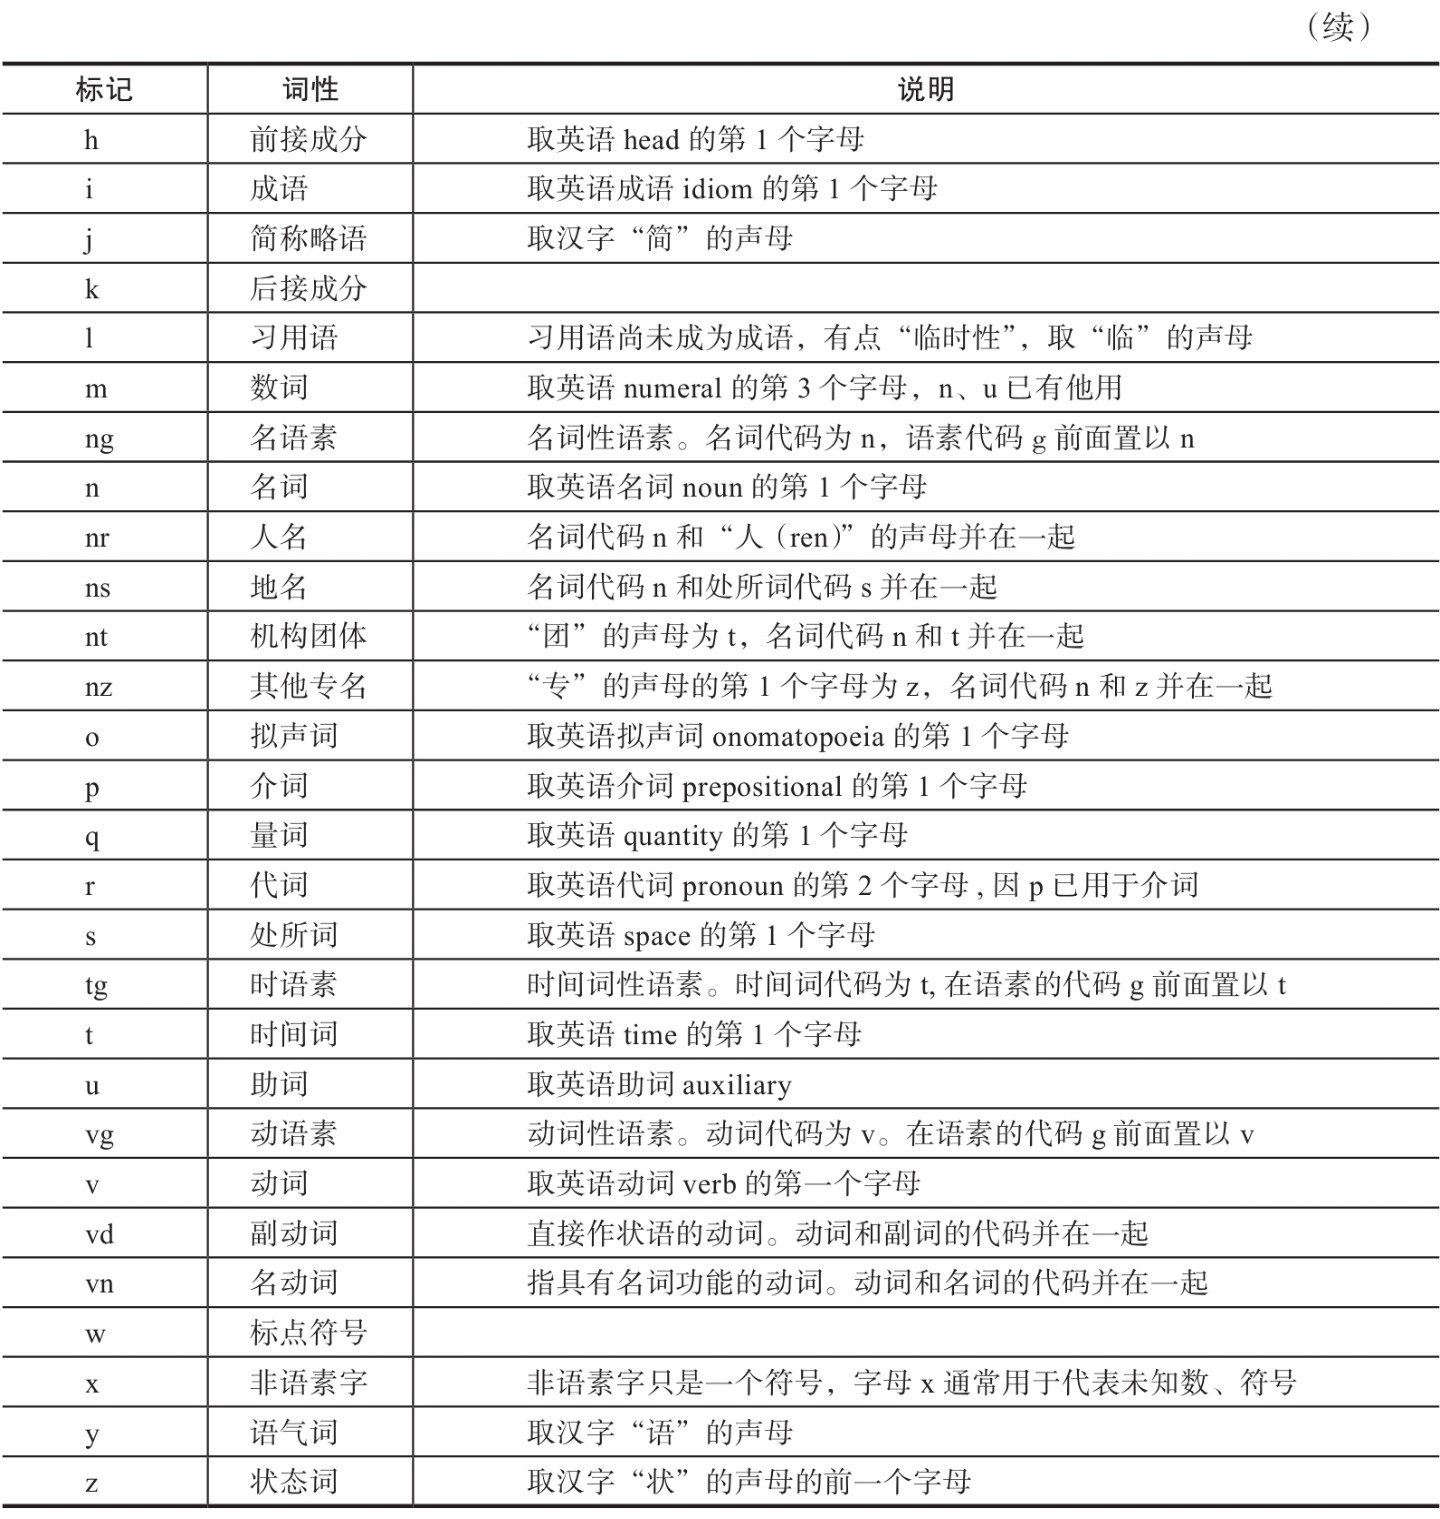 （续）
标记 词性 说明
h 前接成分 取英语 head 的第 1 个字母
i 成语 取英语成语 idiom 的第 1 个字母
j 简称略语 取汉字“简”的声母
k 后接成分
l 习用语 习用语尚未成为成语，有点“临时性”，取“临”的声母
m 数词 取英语 numeral 的第 3 个字母，n、u 已有他用
ng 名语素 名词性语素。名词代码为 n，语素代码 g 前面置以 n
n 名词 取英语名词 noun 的第 1 个字母
nr 人名 名词代码 n 和“人（ren）”的声母并在一起
ns 地名 名词代码 n 和处所词代码 s 并在一起
nt 机构团体 “团”的声母为 t，名词代码 n 和 t 并在一起
nz 其他专名 “专”的声母的第 1 个字母为 z，名词代码 n 和 z 并在一起
o 拟声词 取英语拟声词 onomatopoeia 的第 1 个字母
p 介词 取英语介词 prepositional 的第 1 个字母
q 量词 取英语 quantity 的第 1 个字母
r 代词 取英语代词 pronoun 的第 2 个字母 , 因 p 已用于介词
s 处所词 取英语 space 的第 1 个字母
tg 时语素 时间词性语素。时间词代码为 t, 在语素的代码 g 前面置以 t
t 时间词 取英语 time 的第 1 个字母
u 助词 取英语助词 auxiliary
vg 动语素 动词性语素。动词代码为 v。在语素的代码 g 前面置以 v
v 动词 取英语动词 verb 的第一个字母
vd 副动词 直接作状语的动词。动词和副词的代码并在一起
vn 名动词 指具有名词功能的动词。动词和名词的代码并在一起
w 标点符号
x 非语素字 非语素字只是一个符号，字母 x 通常用于代表未知数、符号
y 语气词 取汉字“语”的声母
z 状态词 取汉字“状”的声母的前一个字母